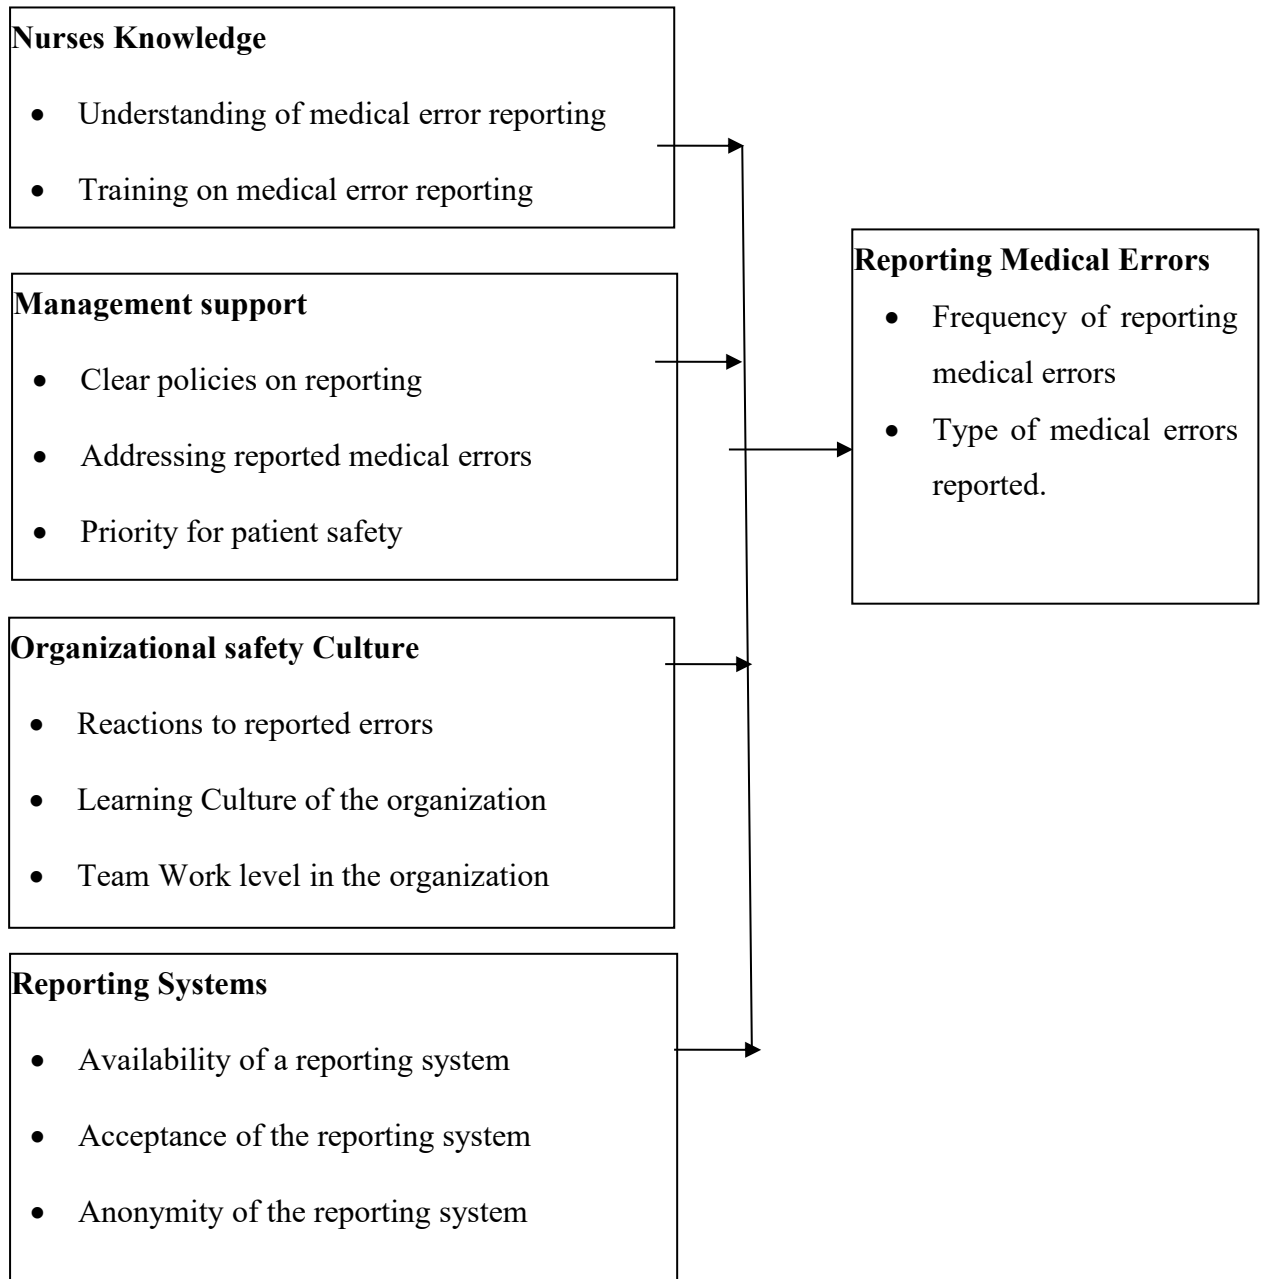 Nurses Knowledge
• Understanding of medical error reporting
• Training on medical error reporting
Management support
• Clear policies on reporting
• Addressing reported medical errors
• Priority for patient safety
Organizational safety Culture
• Reactions to reported errors
• Learning Culture of the organization
• Team Work level in the organization
Reporting Systems
• Availability of a reporting system
• Acceptance of the reporting system
• Anonymity of the reporting system
Reporting Medical Errors
• Frequency of reporting
medical errors
• Type of medical errors
reported.